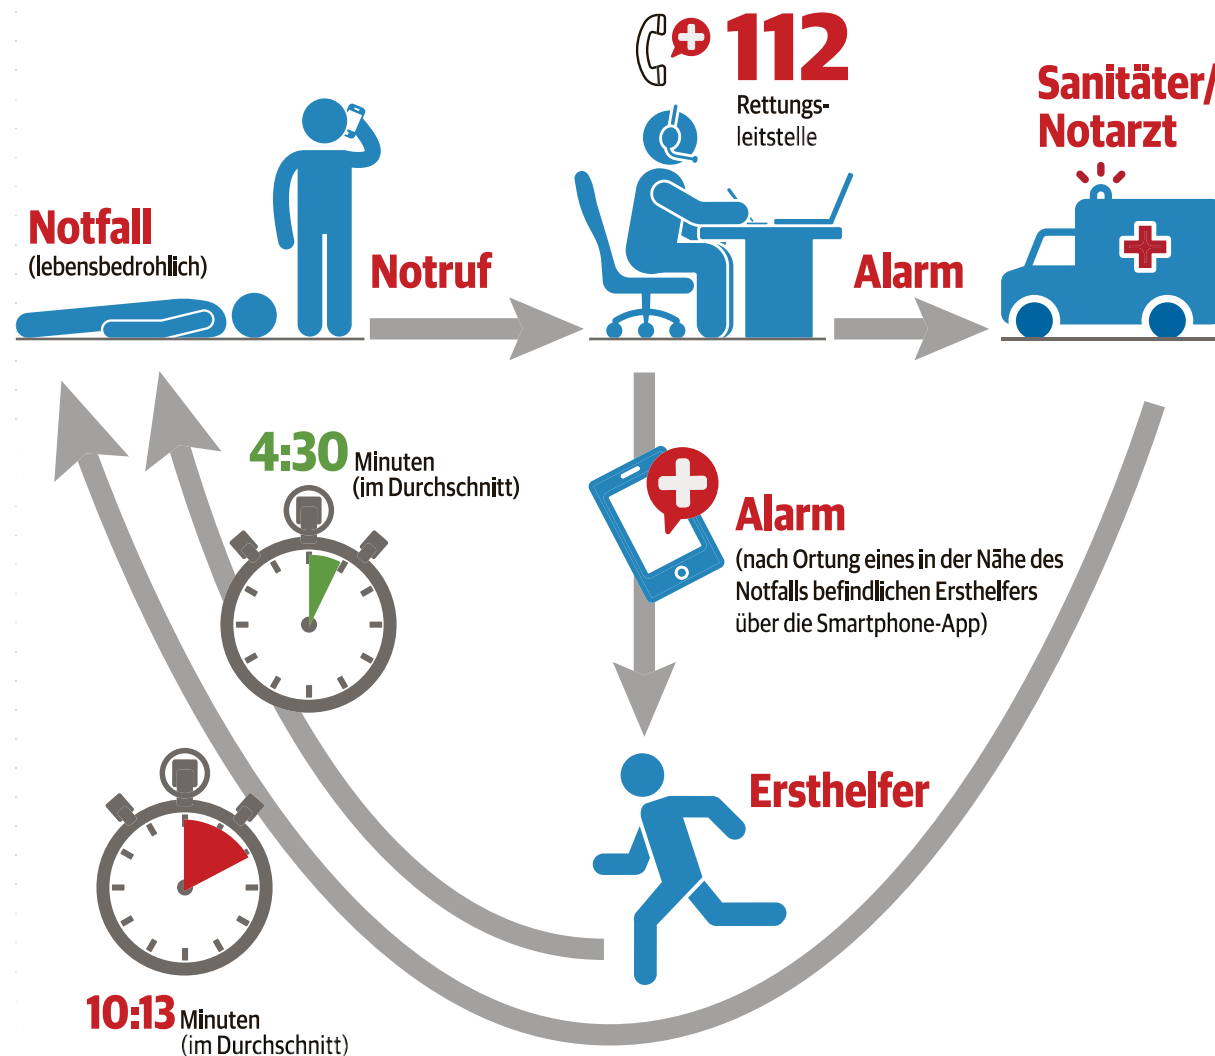 112
Rettungs-
leitstelle
Sanitäter/
Notarzt
Notfall
(lebensbedrohlich)
Notruf
Alarm
4:30 Minuten
(im Durchschnitt)
Alarm
(nach Ortung eines in der Nähe des
Notfalls befindlichen Ersthelfers
über die Smartphone-App)
Ersthelfer
10:13 Minuten
(im Durchschnitt)